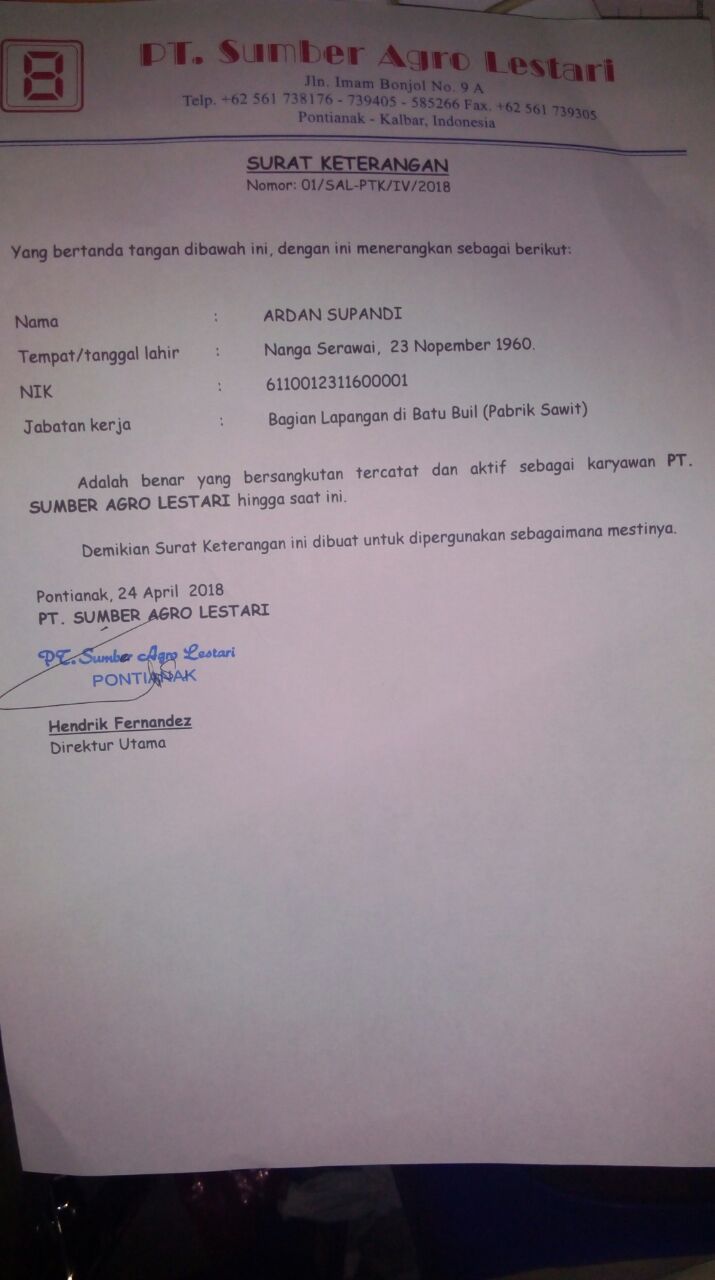 8
PT. Sumber Agro Lestari
Jln. Imam Bonjol No. 9 A
Telp. +62 561 738176 - 739405 - 585266 Fax. +62 561 739305
Pontianak - Kalbar, Indonesia
SURAT KETERANGAN
Nomor: 01/SAL-PTK/IV/2018
Yang bertanda tangan dibawah ini, dengan ini menerangkan sebagai berikut:
Nama : ARDAN SUPANDI
Tempat/tanggal lahir : Nanga Serawai, 23 Nopember 1960.
NIK : 6110012311600001
Jabatan kerja : Bagian Lapangan di Batu Buil (Pabrik Sawit)
Adalah benar yang bersangkutan tercatat dan aktif sebagai karyawan PT.
SUMBER AGRO LESTARI hingga saat ini.
Demikian Surat Keterangan ini dibuat untuk dipergunakan sebagaimana mestinya.
Pontianak, 24 April 2018
PT. SUMBER AGRO LESTARI
PT. Sumber Agro Lestari
PONTIANAK
Hendrik Fernandez
Direktur Utama